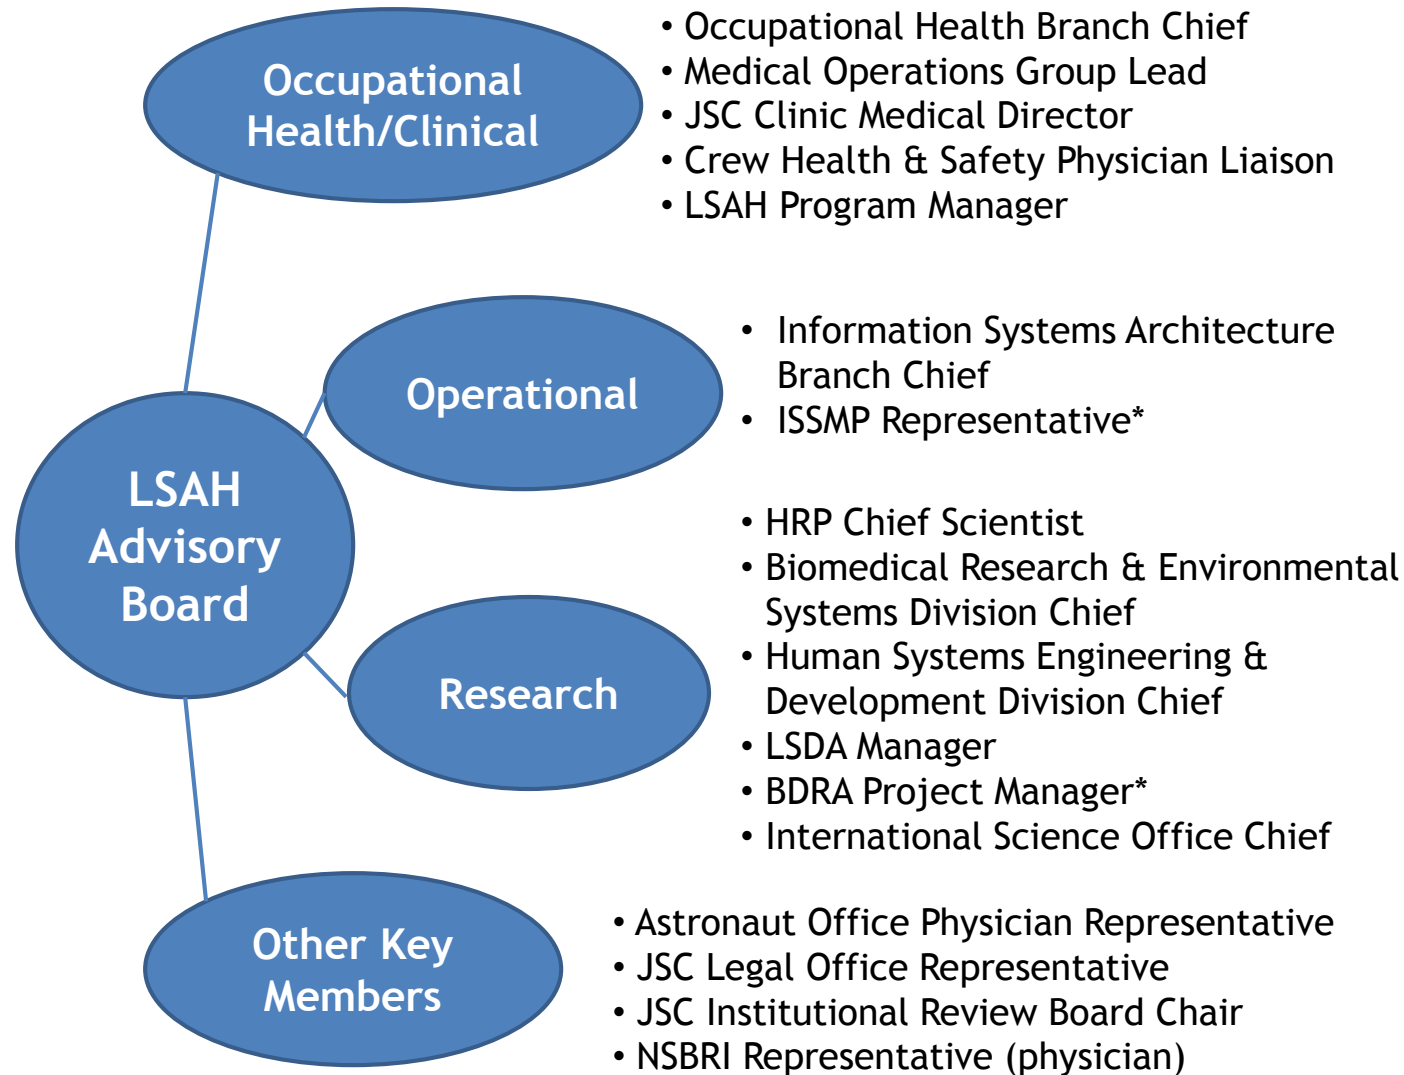 Occupational
Health/Clinical
• Occupational Health Branch Chief
• Medical Operations Group Lead
• JSC Clinic Medical Director
• Crew Health & Safety Physician Liaison
• LSAH Program Manager
Operational
• Information Systems Architecture
Branch Chief
• ISSMP Representative*
LSAH
Advisory
Board
Research
• HRP Chief Scientist
• Biomedical Research & Environmental
Systems Division Chief
• Human Systems Engineering &
Development Division Chief
• LSDA Manager
• BDRA Project Manager*
• International Science Office Chief
Other Key
Members
• Astronaut Office Physician Representative
• JSC Legal Office Representative
• JSC Institutional Review Board Chair
• NSBRI Representative (physician)